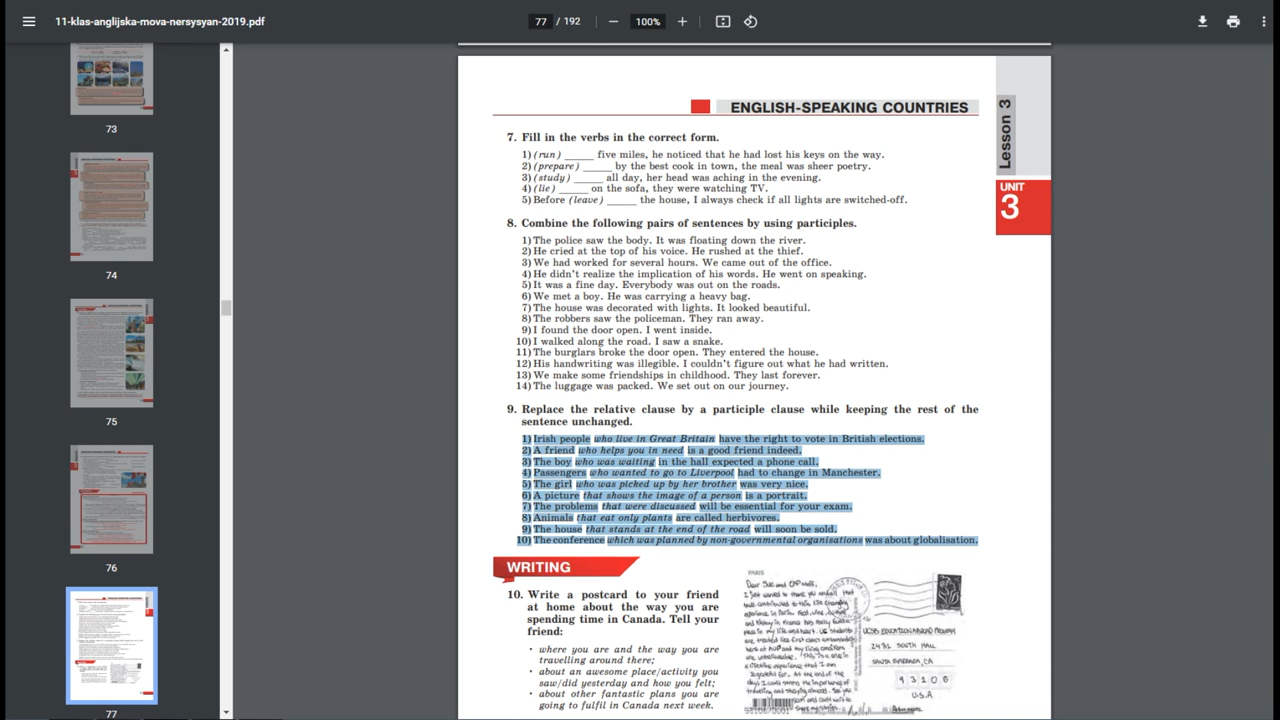 11-klas-anglijska-mova-nersysyan-2019.pdf
77 / 192
100%
73
74
75
76
77
ENGLISH-SPEAKING COUNTRIES
Lesson 3
UNIT
3
7. Fill in the verbs in the correct form.
1) (run) _____ five miles, he noticed that he had lost his keys on the way.
2) (prepare) _____ by the best cook in town, the meal was sheer poetry.
3) (study) _____ all day, her head was aching in the evening.
4) (lie) _____ on the sofa, they were watching TV.
5) Before (leave) _____ the house, I always check if all lights are switched-off.
8. Combine the following pairs of sentences by using participles.
1) The police saw the body. It was floating down the river.
2) He cried at the top of his voice. He rushed at the thief.
3) We had worked for several hours. We came out of the office.
4) He didn't realize the implication of his words. He went on speaking.
5) It was a fine day. Everybody was out on the roads.
6) We met a boy. He was carrying a heavy bag.
7) The house was decorated with lights. It looked beautiful.
8) The robbers saw the policeman. They ran away.
9) I found the door open. I went inside.
10) I walked along the road. I saw a snake.
11) The burglars broke the door open. They entered the house.
12) His handwriting was illegible. I couldn't figure out what he had written.
13) We make some friendships in childhood. They last forever.
14) The luggage was packed. We set out on our journey.
9. Replace the relative clause by a participle clause while keeping the rest of the
sentence unchanged.
1) Irish people who live in Great Britain have the right to vote in British elections.
2) A friend who helps you in need is a good friend indeed.
3) The boy who was waiting in the hall expected a phone call.
4) Passengers who wanted to go to Liverpool had to change in Manchester.
5) The girl who was picked up by her brother was very nice.
6) A picture that shows the image of a person is a portrait.
7) The problems that were discussed will be essential for your exam.
8) Animals that eat only plants are called herbivores.
9) The house that stands at the end of the road will soon be sold.
10) The conference which was planned by non-governmental organisations was about globalisation.
WRITING
10. Write a postcard to your friend
at home about the way you are
spending time in Canada. Tell your
friend:
• where you are and the way you are
travelling around there;
• about an awesome place/activity you
saw/did yesterday and how you felt;
• about other fantastic plans you are
going to fulfil in Canada next week.
PARIS
I just wanted to thank you
UCSB EDUCATION ABROAD PROGRAM
2431 SOUTH HALL
SANTA BARBARA, CA
93106
U.S.A